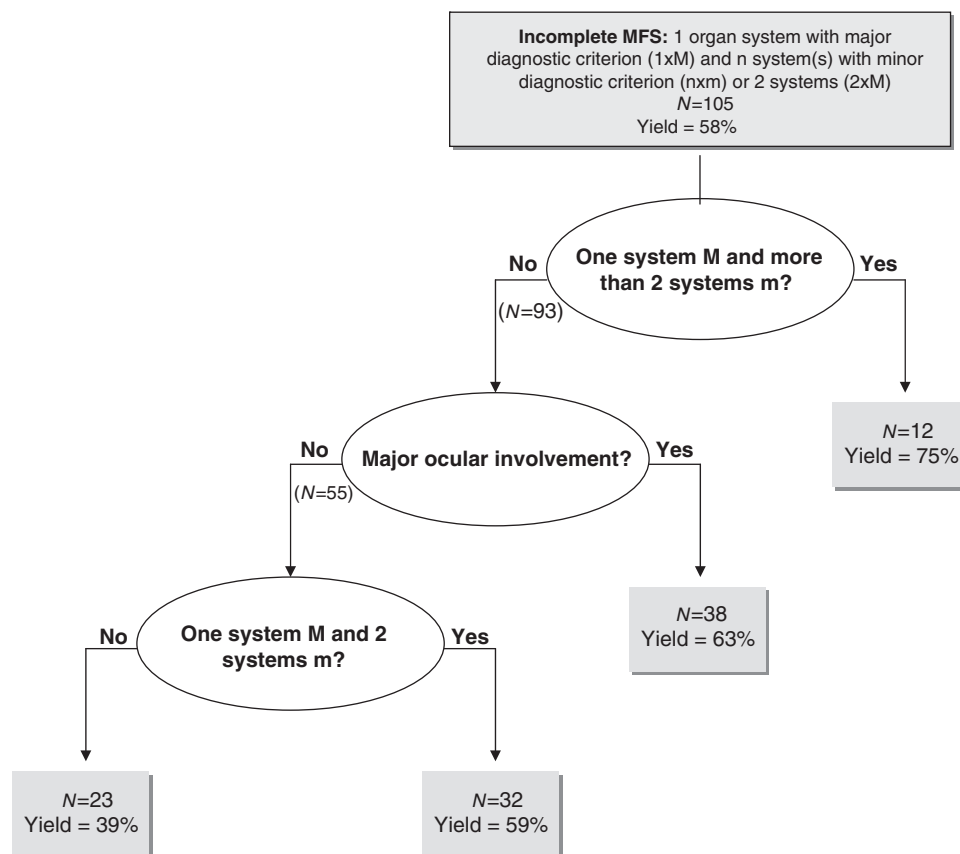 Incomplete MFS: 1 organ system with major
diagnostic criterion (1xM) and n system(s) with minor
diagnostic criterion (nxm) or 2 systems (2xM)
N=105
Yield = 58%
One system M and more
than 2 systems m?
No
Yes
(N=93)
N=12
Yield = 75%
Major ocular involvement?
No
Yes
(N=55)
N=38
Yield = 63%
One system M and 2
systems m?
No
Yes
N=23
Yield = 39%
N=32
Yield = 59%